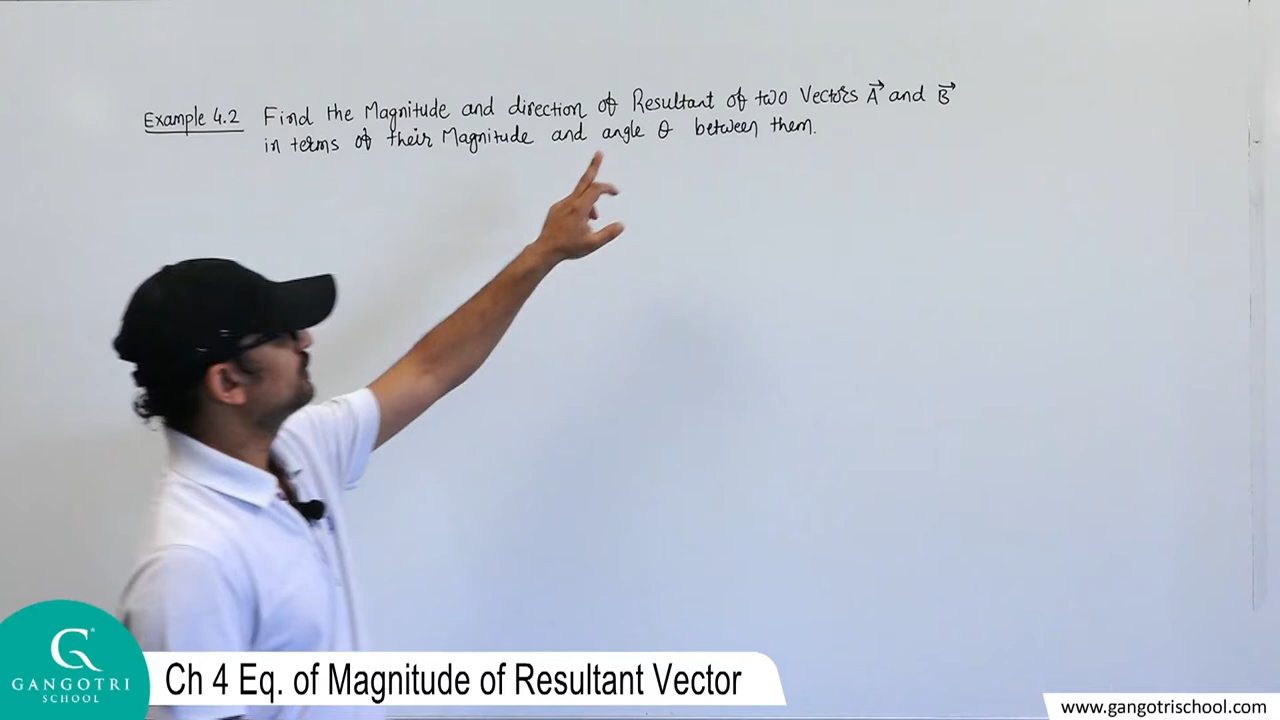 Example 4.2 Find the Magnitude and direction of Resultant of two Vectors A⃗ and B⃗
in terms of their Magnitude and angle θ between them.
G
GANGOTRI
SCHOOL
Ch 4 Eq. of Magnitude of Resultant Vector
www.gangotrischool.com